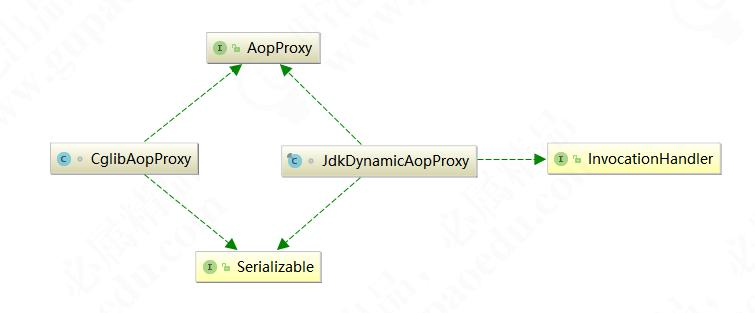 AopProxy
CglibAopProxy
JdkDynamicAopProxy
InvocationHandler
Serializable